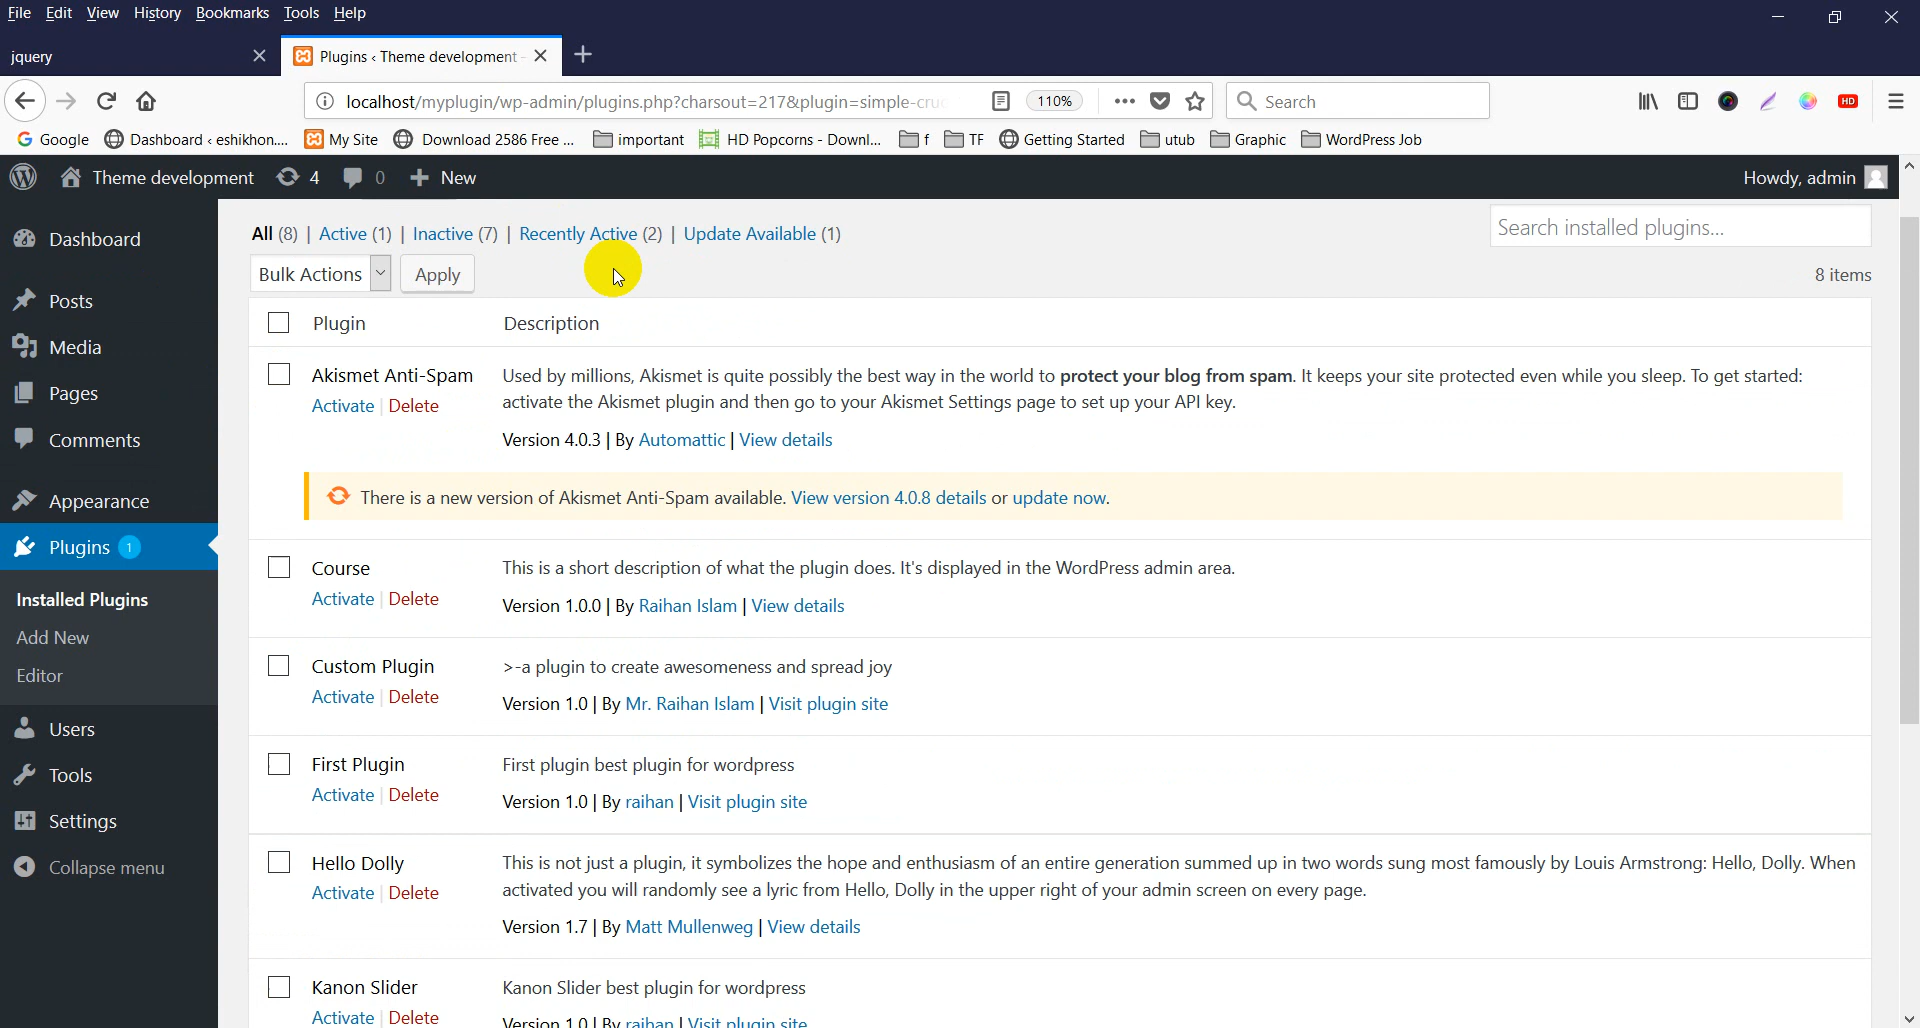 File Edit View History Bookmarks Tools Help
jquery
Plugins ‹ Theme development -
localhost/myplugin/wp-admin/plugins.php?charsout=217&plugin=simple-cru
110%
Search
HD
Google Dashboard < eshikhon.... My Site Download 2586 Free ... important HD Popcorns - Downl... f TF Getting Started utub Graphic WordPress Job
Theme development 4 0 New Howdy, admin
Dashboard
Posts
Media
Pages
Comments
Appearance
Plugins 1
Installed Plugins
Add New
Editor
Users
Tools
Settings
Collapse menu
All (8) | Active (1) | Inactive (7) | Recently Active (2) | Update Available (1)
Search installed plugins...
Bulk Actions Apply
8 items
Plugin Description
Akismet Anti-Spam
Activate | Delete
Used by millions, Akismet is quite possibly the best way in the world to protect your blog from spam. It keeps your site protected even while you sleep. To get started:
activate the Akismet plugin and then go to your Akismet Settings page to set up your API key.
Version 4.0.3 | By Automattic | View details
There is a new version of Akismet Anti-Spam available. View version 4.0.8 details or update now.
Course
Activate | Delete
This is a short description of what the plugin does. It's displayed in the WordPress admin area.
Version 1.0.0 | By Raihan Islam | View details
Custom Plugin
Activate | Delete
>-a plugin to create awesomeness and spread joy
Version 1.0 | By Mr. Raihan Islam | Visit plugin site
First Plugin
Activate | Delete
First plugin best plugin for wordpress
Version 1.0 | By raihan | Visit plugin site
Hello Dolly
Activate | Delete
This is not just a plugin, it symbolizes the hope and enthusiasm of an entire generation summed up in two words sung most famously by Louis Armstrong: Hello, Dolly. When
activated you will randomly see a lyric from Hello, Dolly in the upper right of your admin screen on every page.
Version 1.7 | By Matt Mullenweg | View details
Kanon Slider
Activate | Delete
Kanon Slider best plugin for wordpress
Version 1.0 | By raihan | Visit plugin site